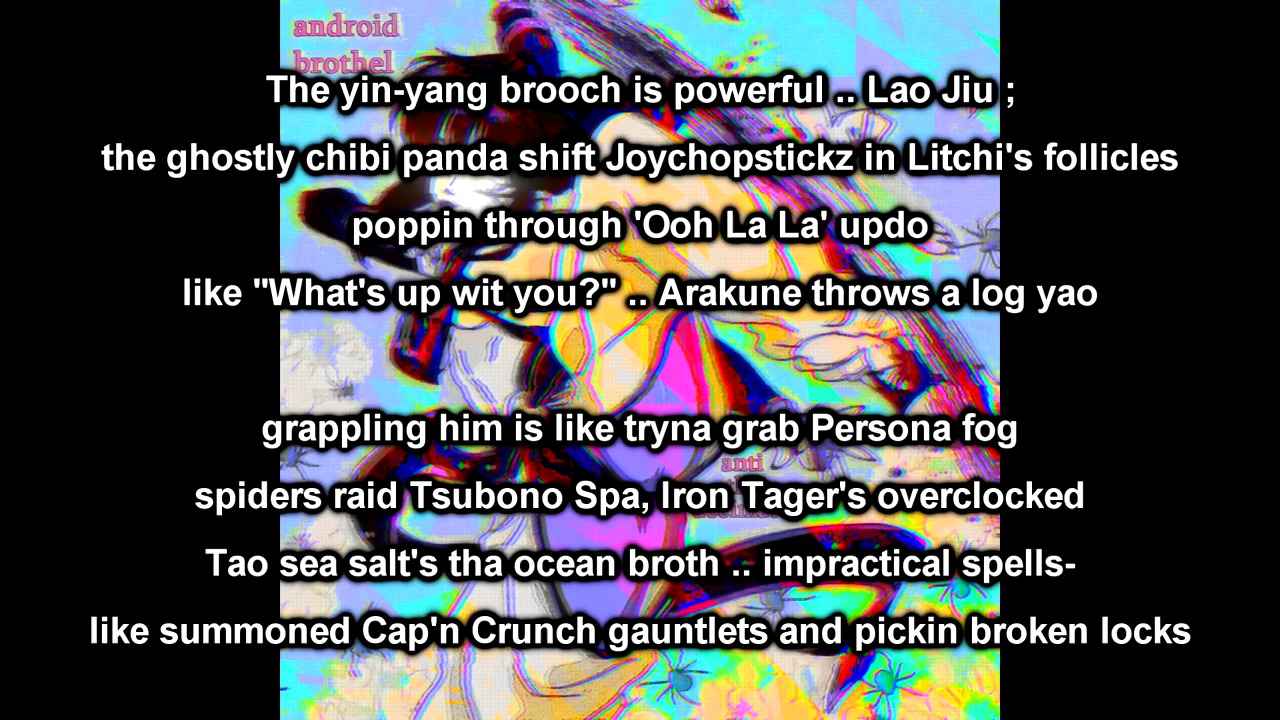 android
brothel
The yin-yang brooch is powerful .. Lao Jiu ;
the ghostly chibi panda shift Joychopstickz in Litchi's follicles
poppin through 'Ooh La La' updo
like "What's up wit you?" .. Arakune throws a log yao
grappling him is like tryna grab Persona fog
anti
spiders raid Tsubono Spa, Iron Tager's overclocked
Tao sea salt's tha ocean broth .. impractical spells-
like summoned Cap'n Crunch gauntlets and pickin broken locks